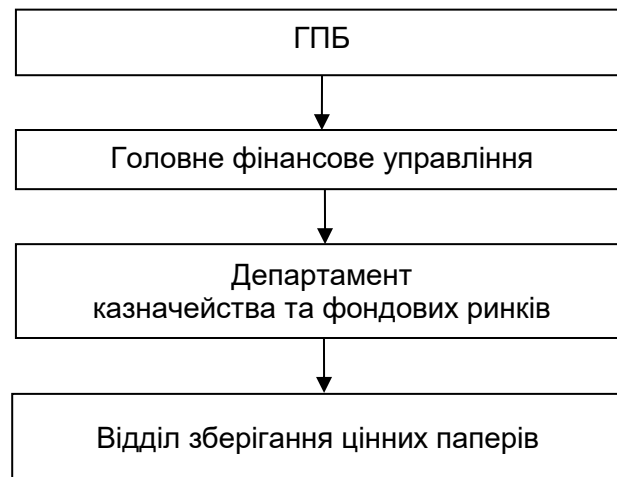 ГПБ
Головне фінансове управління
Департамент
казначейства та фондових ринків
Відділ зберігання цінних паперів